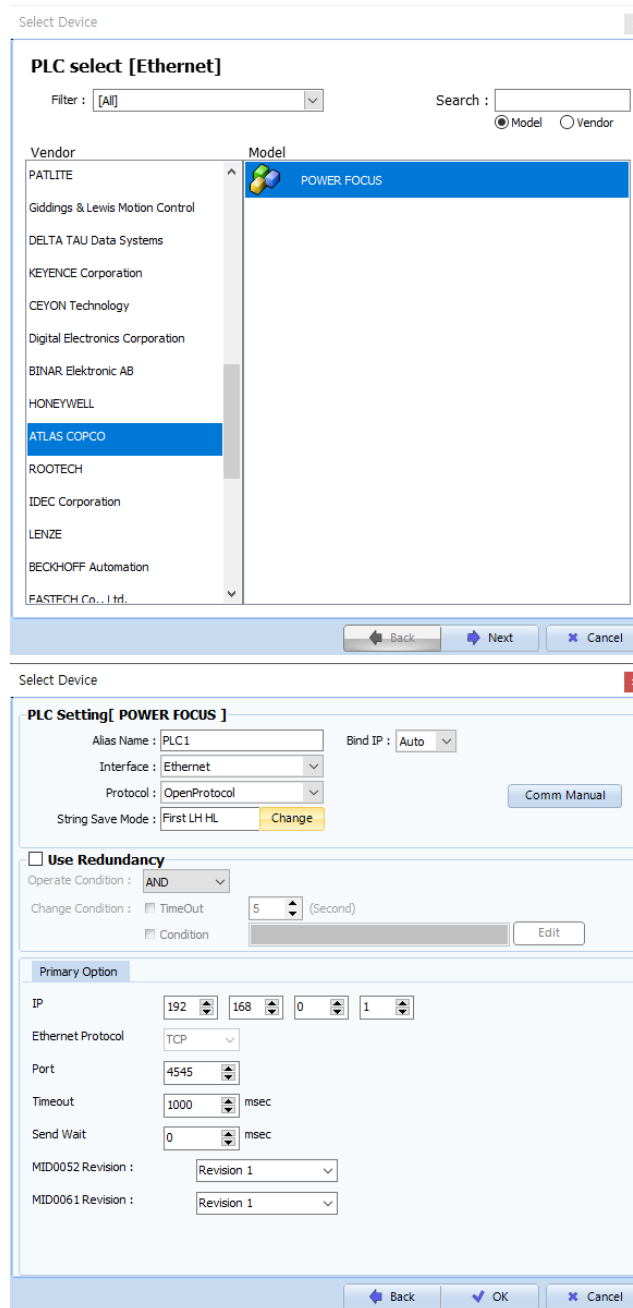 Select Device
PLC select [Ethernet]
Filter : [All] Search :
Model Vendor
Vendor Model
PATLITE POWER FOCUS
Giddings & Lewis Motion Control
DELTA TAU Data Systems
KEYENCE Corporation
CEYON Technology
Digital Electronics Corporation
BINAR Elektronic AB
HONEYWELL
ATLAS COPCO
ROOTECH
IDEC Corporation
LENZE
BECKHOFF Automation
EASTECH Co., Ltd.
Back Next Cancel
Select Device
PLC Setting[ POWER FOCUS ]
Alias Name : PLC1 Bind IP : Auto
Interface : Ethernet
Protocol : OpenProtocol Comm Manual
String Save Mode : First LH HL Change
Use Redundancy
Operate Condition : AND
Change Condition : TimeOut 5 (Second)
Condition Edit
Primary Option
IP 192 168 0 1
Ethernet Protocol TCP
Port 4545
Timeout 1000 msec
Send Wait 0 msec
MID0052 Revision : Revision 1
MID0061 Revision : Revision 1
Back OK Cancel